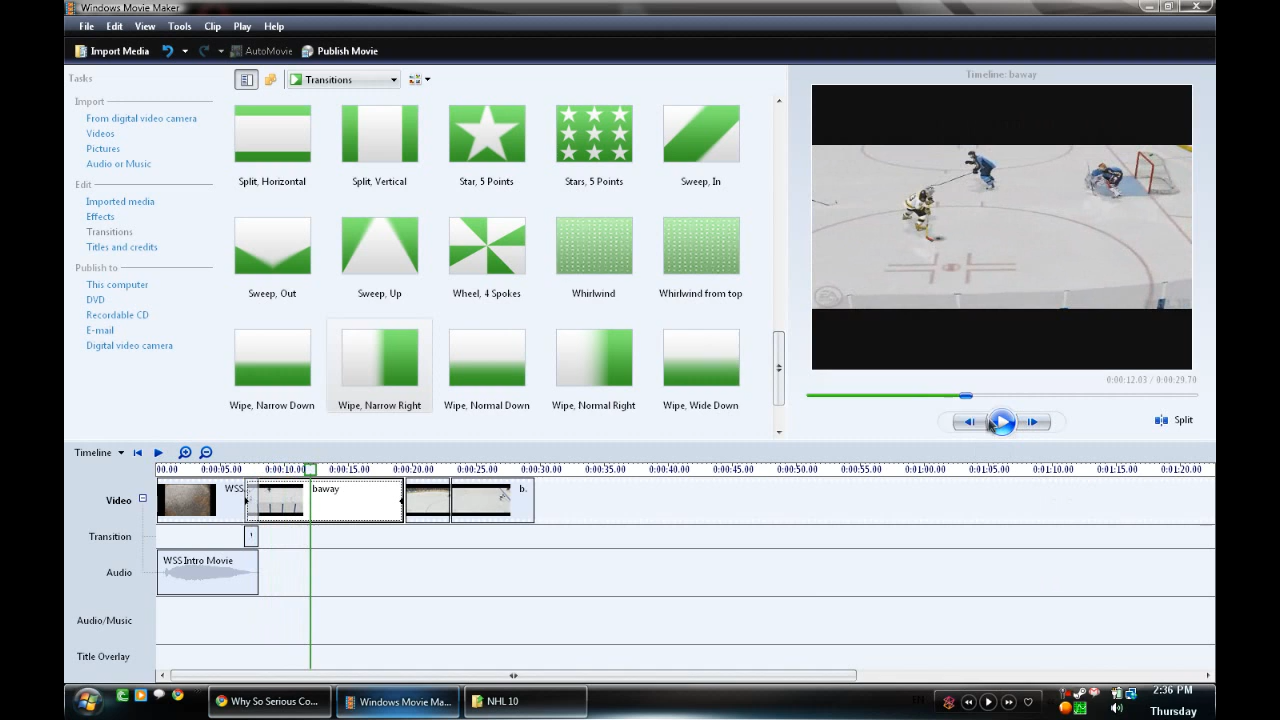 Windows Movie Maker
File Edit View Tools Clip Play Help
Import Media AutoMovie Publish Movie
Tasks
Import
From digital video camera
Videos
Pictures
Audio or Music
Edit
Imported media
Effects
Transitions
Titles and credits
Publish to
This computer
DVD
Recordable CD
E-mail
Digital video camera
Transitions
Split, Horizontal Split, Vertical Star, 5 Points Stars, 5 Points Sweep, In
Sweep, Out Sweep, Up Wheel, 4 Spokes Whirlwind Whirlwind from top
Wipe, Narrow Down Wipe, Narrow Right Wipe, Normal Down Wipe, Normal Right Wipe, Wide Down
Timeline: baway
0:00:12.03 / 0:00:29.70
Split
Timeline
00.00 0:00:05.00 0:00:10.00 0:00:15.00 0:00:20.00 0:00:25.00 0:00:30.00 0:00:35.00 0:00:40.00 0:00:45.00 0:00:50.00 0:00:55.00 0:01:00.00 0:01:05.00 0:01:10.00 0:01:15.00 0:01:20.00
Video WSS baway b.
Transition
Audio WSS Intro Movie
Audio/Music
Title Overlay
Why So Serious Co... Windows Movie Ma... NHL 10 EN
2:36 PM
Thursday